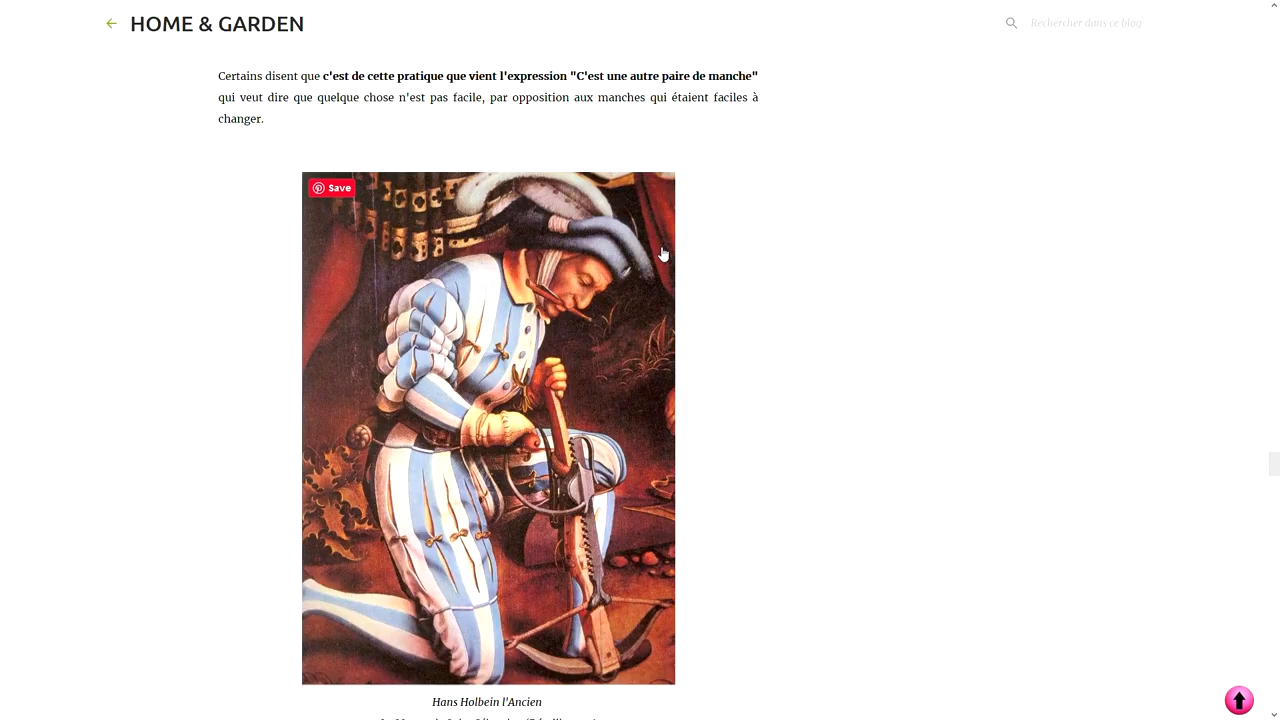 HOME & GARDEN
Rechercher dans ce blog
Certains disent que c'est de cette pratique que vient l'expression "C'est une autre paire de manche"
qui veut dire que quelque chose n'est pas facile, par opposition aux manches qui étaient faciles à
changer.
Save
Hans Holbein l'Ancien